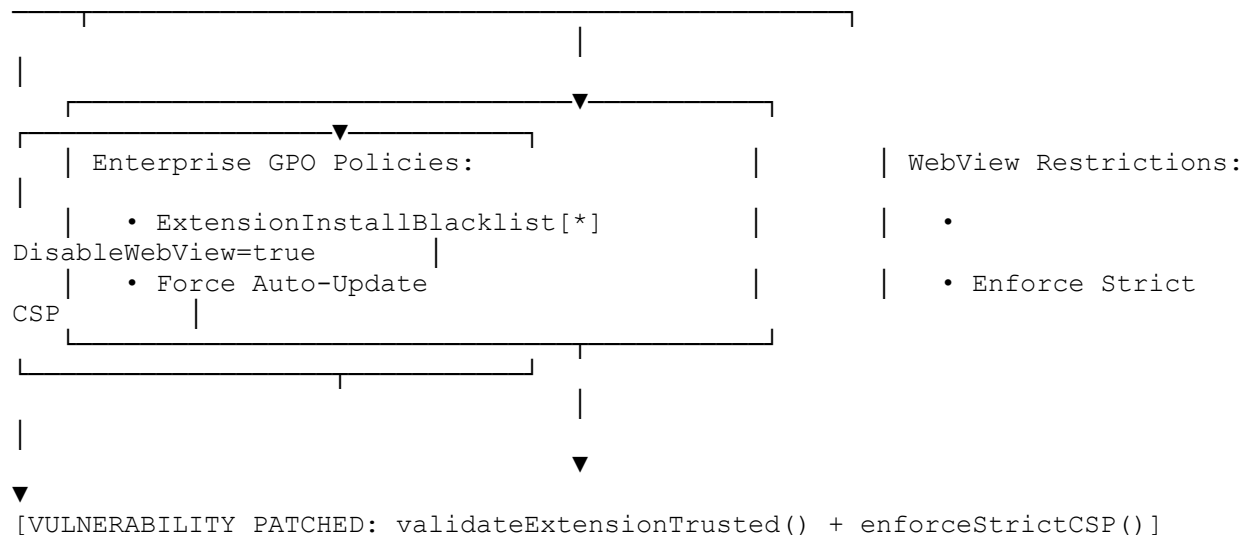 │ Enterprise GPO Policies: │ │ WebView Restrictions:
│
│ • ExtensionInstallBlacklist[*] │ │ •
DisableWebView=true │
│ • Force Auto-Update │ │ • Enforce Strict
CSP │
[VULNERABILITY PATCHED: validateExtensionTrusted() + enforceStrictCSP()]